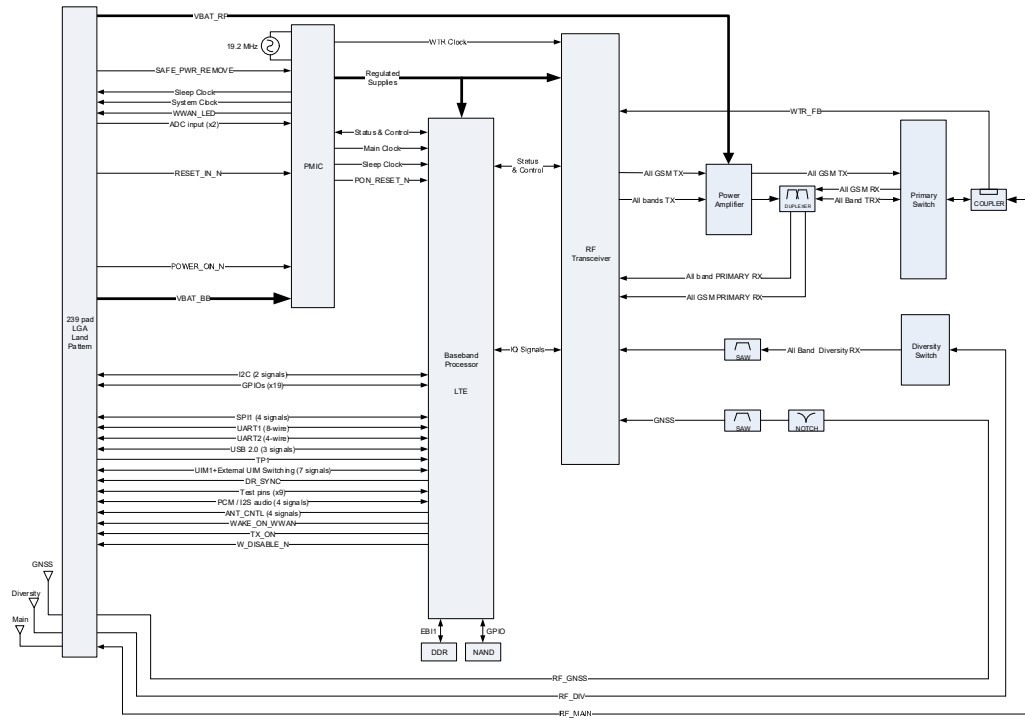 VBAT_RF
19.2 MHz
WTR Clock
SAFE_PWR_REMOVE
Regulated
Supplies
Sleep Clock
System Clock
WWAN_LED
ADC input (x2)
WTR_FB
Status & Control
Main Clock
Sleep Clock
PON_RESET_N
PMIC
RESET_IN_N
Status
& Control
All GSM TX
All bands TX
Power
Amplifier
All GSM TX
All GSM RX
All Band TRX
DUPLEXER
Primary
Switch
COUPLER
RF
Transceiver
POWER_ON_N
All band PRIMARY RX
All GSM PRIMARY RX
VBAT_BB
239 pad
LGA
Land
Pattern
Baseband
Processor
LTE
IQ Signals
SAW
All Band Diversity RX
Diversity
Switch
I2C (2 signals)
GPIOs (x19)
GNSS
SAW
NOTCH
SPI1 (4 signals)
UART1 (8-wire)
UART2 (4-wire)
USB 2.0 (3 signals)
TP1
UIM1+External UIM Switching (7 signals)
DR_SYNC
Test pins (x9)
PCM / I2S audio (4 signals)
ANT_CNTL (4 signals)
WAKE_ON_WWAN
TX_ON
W_DISABLE_N
GNSS
Diversity
Main
EBI1
GPIO
DDR
NAND
RF_GNSS
RF_DIV
RF_MAIN